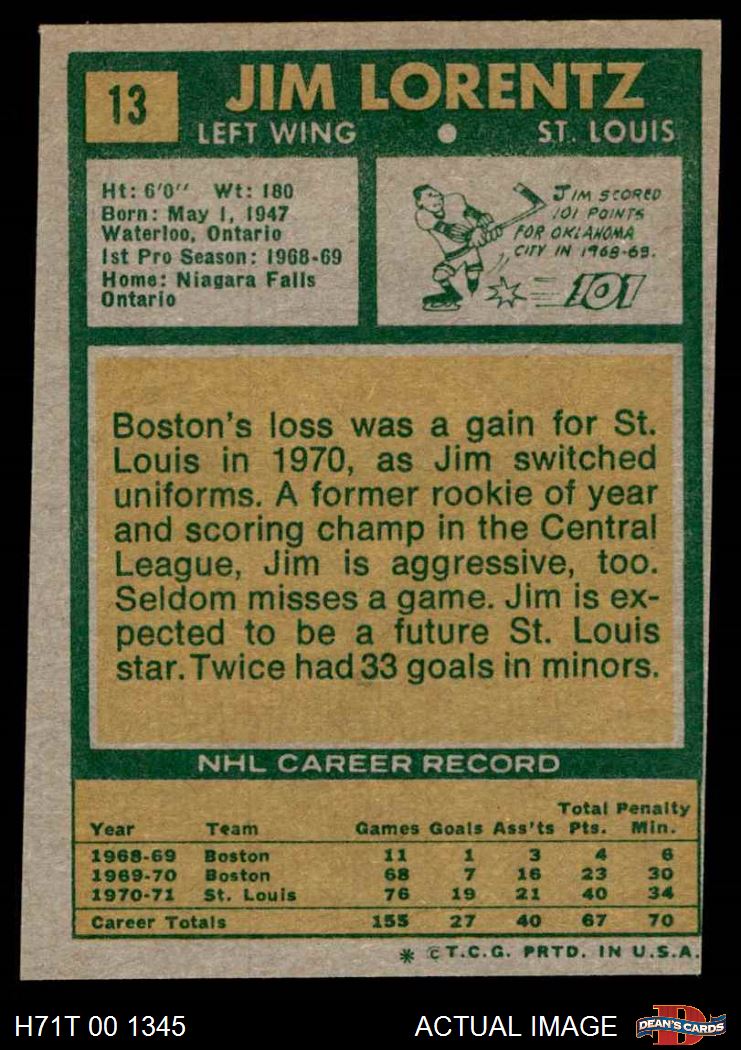 13
JIM LORENTZ
LEFT WING ● ST. LOUIS
Ht: 6'0'' Wt: 180
Born: May 1, 1947
Waterloo, Ontario
1st Pro Season: 1968-69
Home: Niagara Falls
Ontario
JIM SCORED
101 POINTS
FOR OKLAHOMA
CITY IN 1968-69.
101
Boston's loss was a gain for St.
Louis in 1970, as Jim switched
uniforms. A former rookie of year
and scoring champ in the Central
League, Jim is aggressive, too.
Seldom misses a game. Jim is ex-
pected to be a future St. Louis
star. Twice had 33 goals in minors.
NHL CAREER RECORD
Total Penalty
Year Team Games Goals Ass'ts Pts. Min.
1968-69 Boston 11 1 3 4 6
1969-70 Boston 68 7 16 23 30
1970-71 St. Louis 76 19 21 40 34
Career Totals 155 27 40 67 70
* © T.C.G. PRTD. IN U.S.A.
H71T 00 1345 ACTUAL IMAGE
D
DEAN'S CARDS